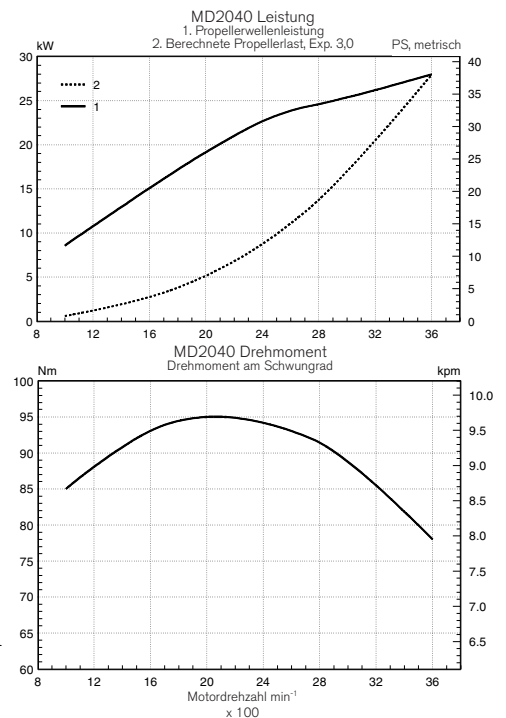 MD2040 Leistung
1. Propellerwellenleistung
2. Berechnete Propellerlast, Exp. 3,0
kW
PS, metrisch
30
25
20
15
10
5
0
40
35
30
25
20
15
10
5
0
2
1
8 12 16 20 24 28 32 36
MD2040 Drehmoment
Drehmoment am Schwungrad
Nm
kpm
100
95
90
85
80
75
70
65
60
10.0
9.5
9.0
8.5
8.0
7.5
7.0
6.5
8 12 16 20 24 28 32 36
Motordrehzahl min⁻¹
x 100